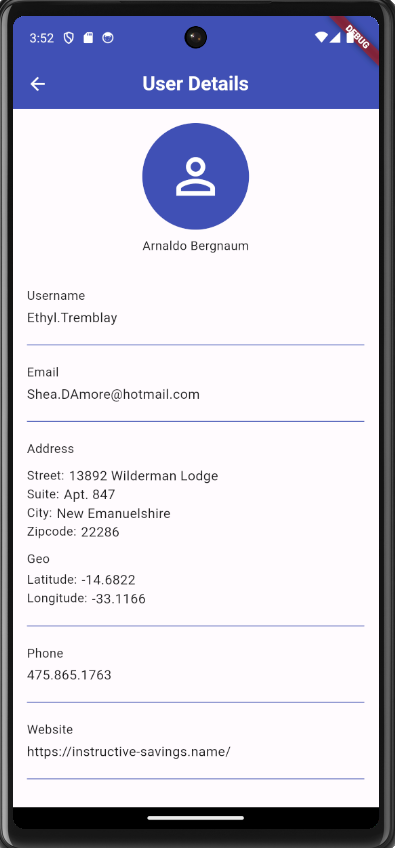 3:52
DEBUG
User Details
Arnaldo Bergnaum
Username
Ethyl.Tremblay
Email
Shea.DAmore@hotmail.com
Address
Street: 13892 Wilderman Lodge
Suite: Apt. 847
City: New Emanuelshire
Zipcode: 22286
Geo
Latitude: -14.6822
Longitude: -33.1166
Phone
475.865.1763
Website
https://instructive-savings.name/